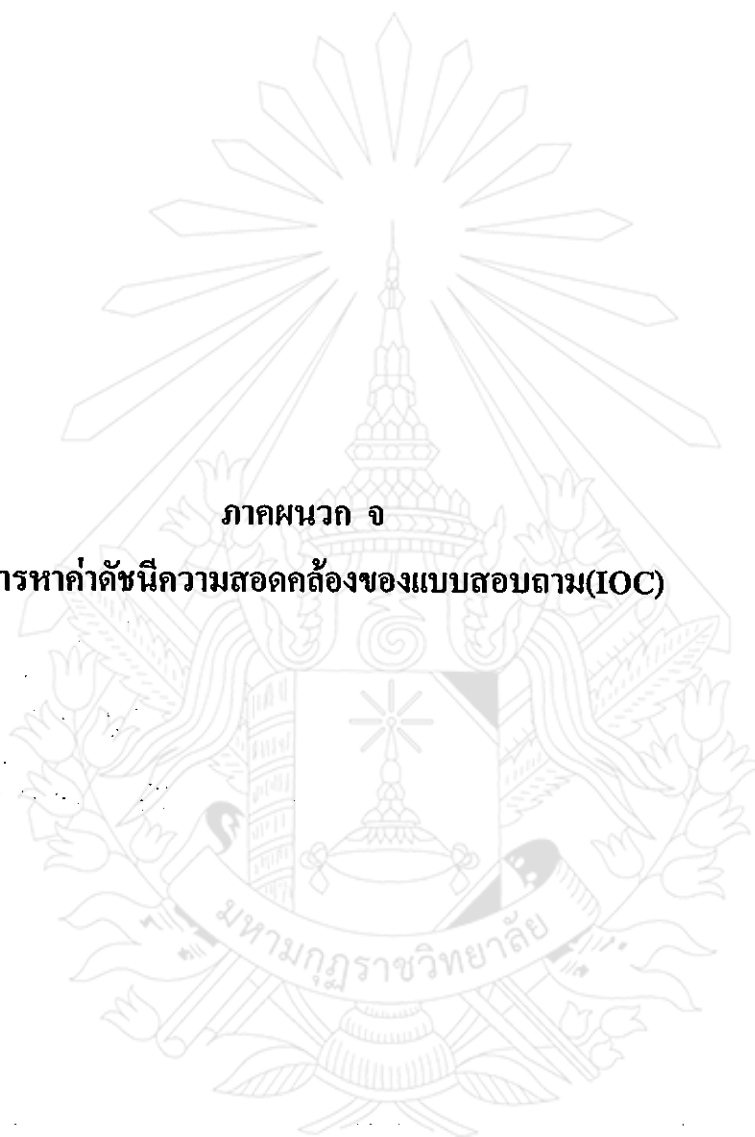 ภาคผนวก จ
ารหาค่าดัชนีความสอดคล้องของแบบสอบถาม(IOC)
มหามกุฏราชวิทยาลัย